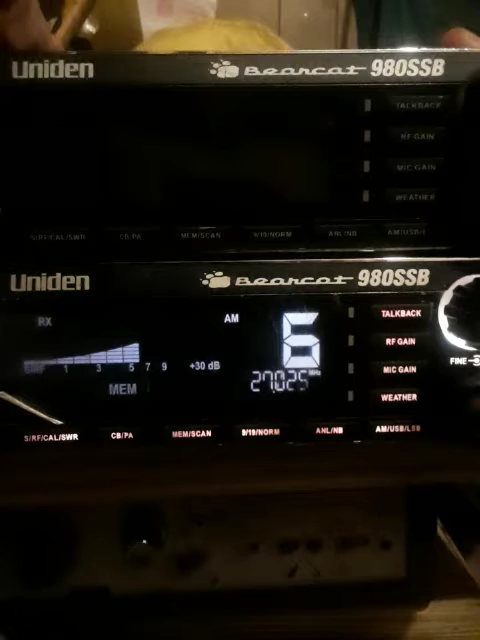 Uniden Bearcat 980SSB
TALKBACK
RF GAIN
MIC GAIN
WEATHER
S/RF/CAL/SWR CB/PA MEM/SCAN 9/19/NORM ANL/NB AM/USB/L
Uniden Bearcat 980SSB
RX AM 6 TALKBACK
RF GAIN
1 3 5 7 9 +30 dB MIC GAIN FINE
MEM 27.025 MHz WEATHER
S/RF/CAL/SWR CB/PA MEM/SCAN 9/19/NORM ANL/NB AM/USB/LSB